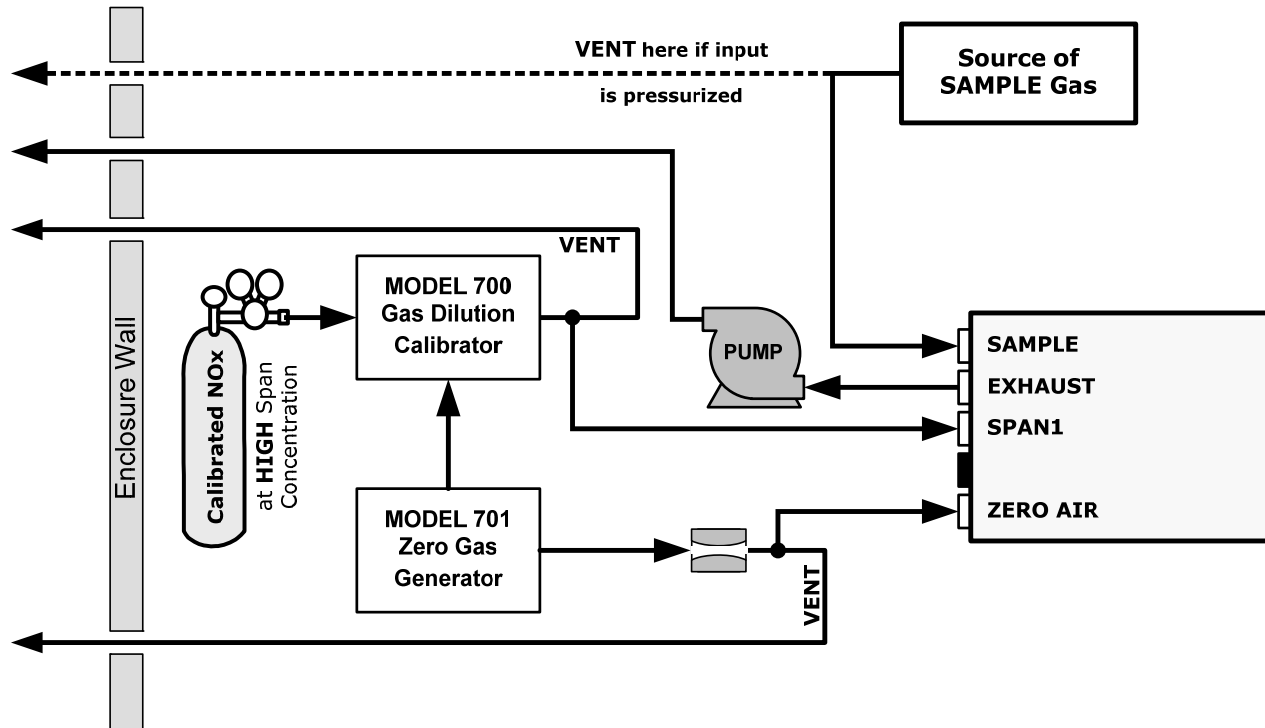 VENT here if input
is pressurized
Source of
SAMPLE Gas
VENT
MODEL 700
Gas Dilution
Calibrator
PUMP
SAMPLE
EXHAUST
SPAN1
ZERO AIR
Enclosure Wall
Calibrated NOx
at HIGH Span
Concentration
MODEL 701
Zero Gas
Generator
VENT